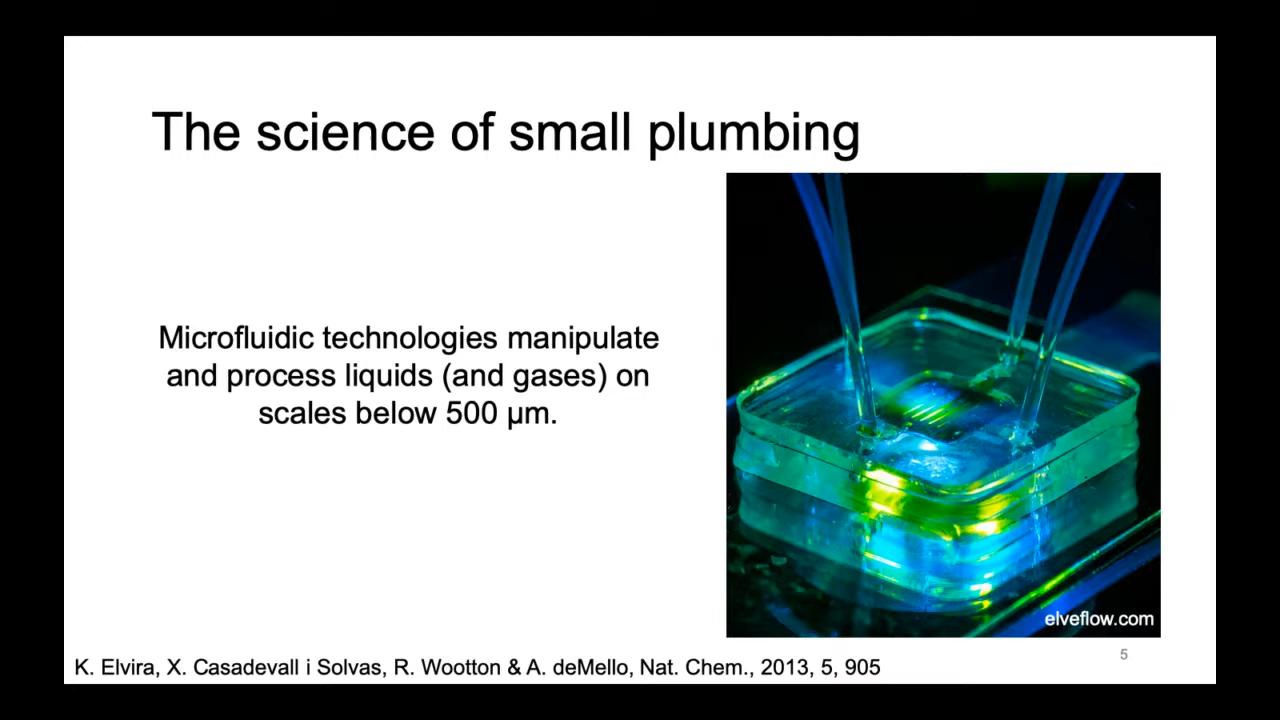 The science of small plumbing
Microfluidic technologies manipulate
and process liquids (and gases) on
scales below 500 µm.
elveflow.com
5
K. Elvira, X. Casadevall i Solvas, R. Wootton & A. deMello, Nat. Chem., 2013, 5, 905